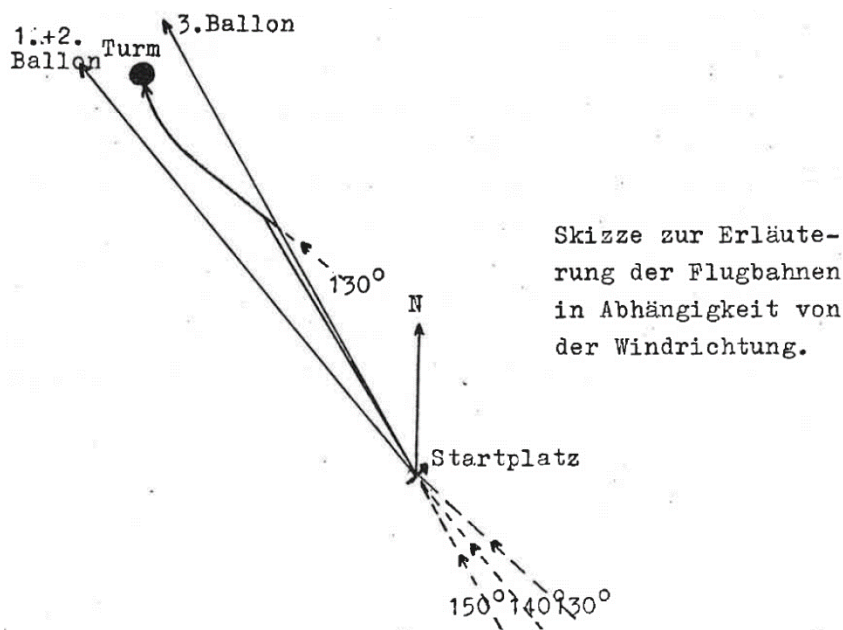 3.Ballon
1.+2. Turm
Ballon
Skizze zur Erläute-
rung der Flugbahnen
in Abhängigkeit von
der Windrichtung.
130°
N
Startplatz
150° 140° 130°